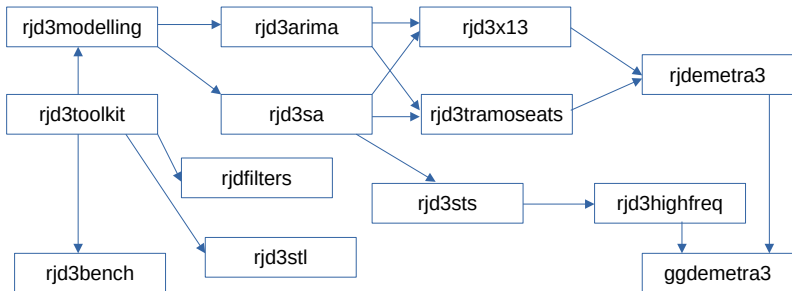 rjd3modelling
rjd3arima
rjd3x13
rjdemetra3
rjd3toolkit
rjd3sa
rjd3tramoseats
rjdfilters
rjd3sts
rjd3highfreq
rjd3stl
rjd3bench
ggdemetra3